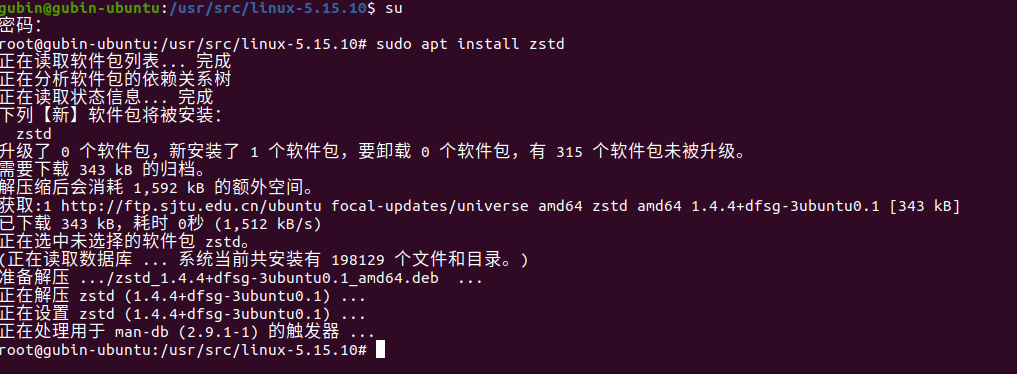 gubin@gubin-ubuntu:/usr/src/linux-5.15.10$ su
密码：
root@gubin-ubuntu:/usr/src/linux-5.15.10# sudo apt install zstd
正在读取软件包列表... 完成
正在分析软件包的依赖关系树
正在读取状态信息... 完成
下列【新】软件包将被安装：
  zstd
升级了 0 个软件包，新安装了 1 个软件包，要卸载 0 个软件包，有 315 个软件包未被升级。
需要下载 343 kB 的归档。
解压缩后会消耗 1,592 kB 的额外空间。
获取:1 http://ftp.sjtu.edu.cn/ubuntu focal-updates/universe amd64 zstd amd64 1.4.4+dfsg-3ubuntu0.1 [343 kB]
已下载 343 kB，耗时 0秒 (1,512 kB/s)
正在选中未选择的软件包 zstd。
(正在读取数据库 ... 系统当前共安装有 198129 个文件和目录。)
准备解压 .../zstd_1.4.4+dfsg-3ubuntu0.1_amd64.deb  ...
正在解压 zstd (1.4.4+dfsg-3ubuntu0.1) ...
正在设置 zstd (1.4.4+dfsg-3ubuntu0.1) ...
正在处理用于 man-db (2.9.1-1) 的触发器 ...
root@gubin-ubuntu:/usr/src/linux-5.15.10#